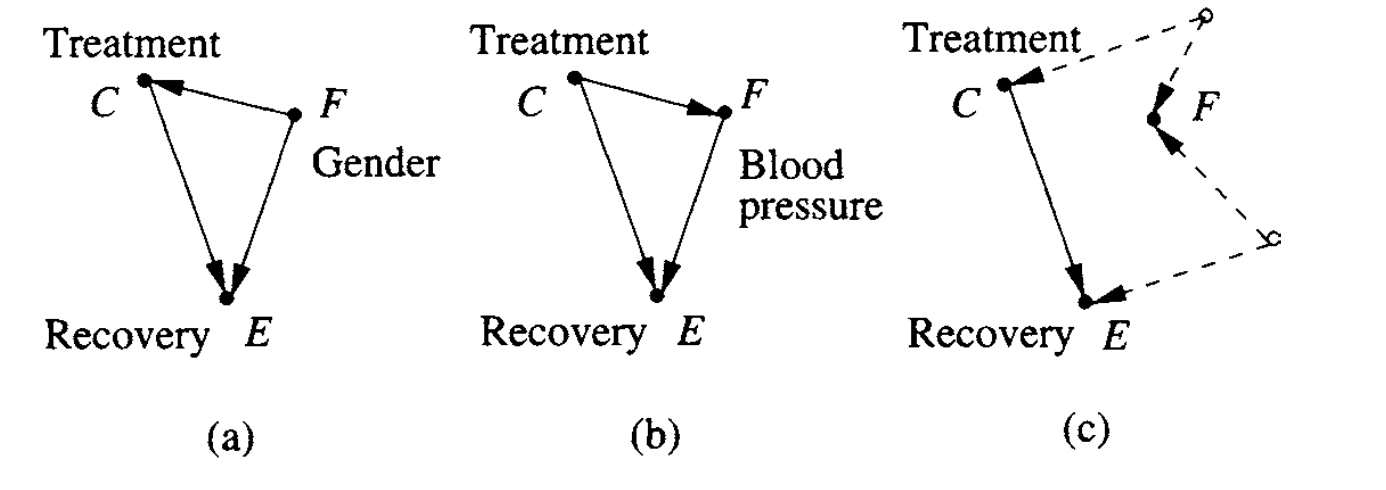 Treatment
C
F
Gender
Recovery E
(a)
Treatment
C
F
Blood
pressure
Recovery E
(b)
Treatment
C
F
Recovery E
(c)